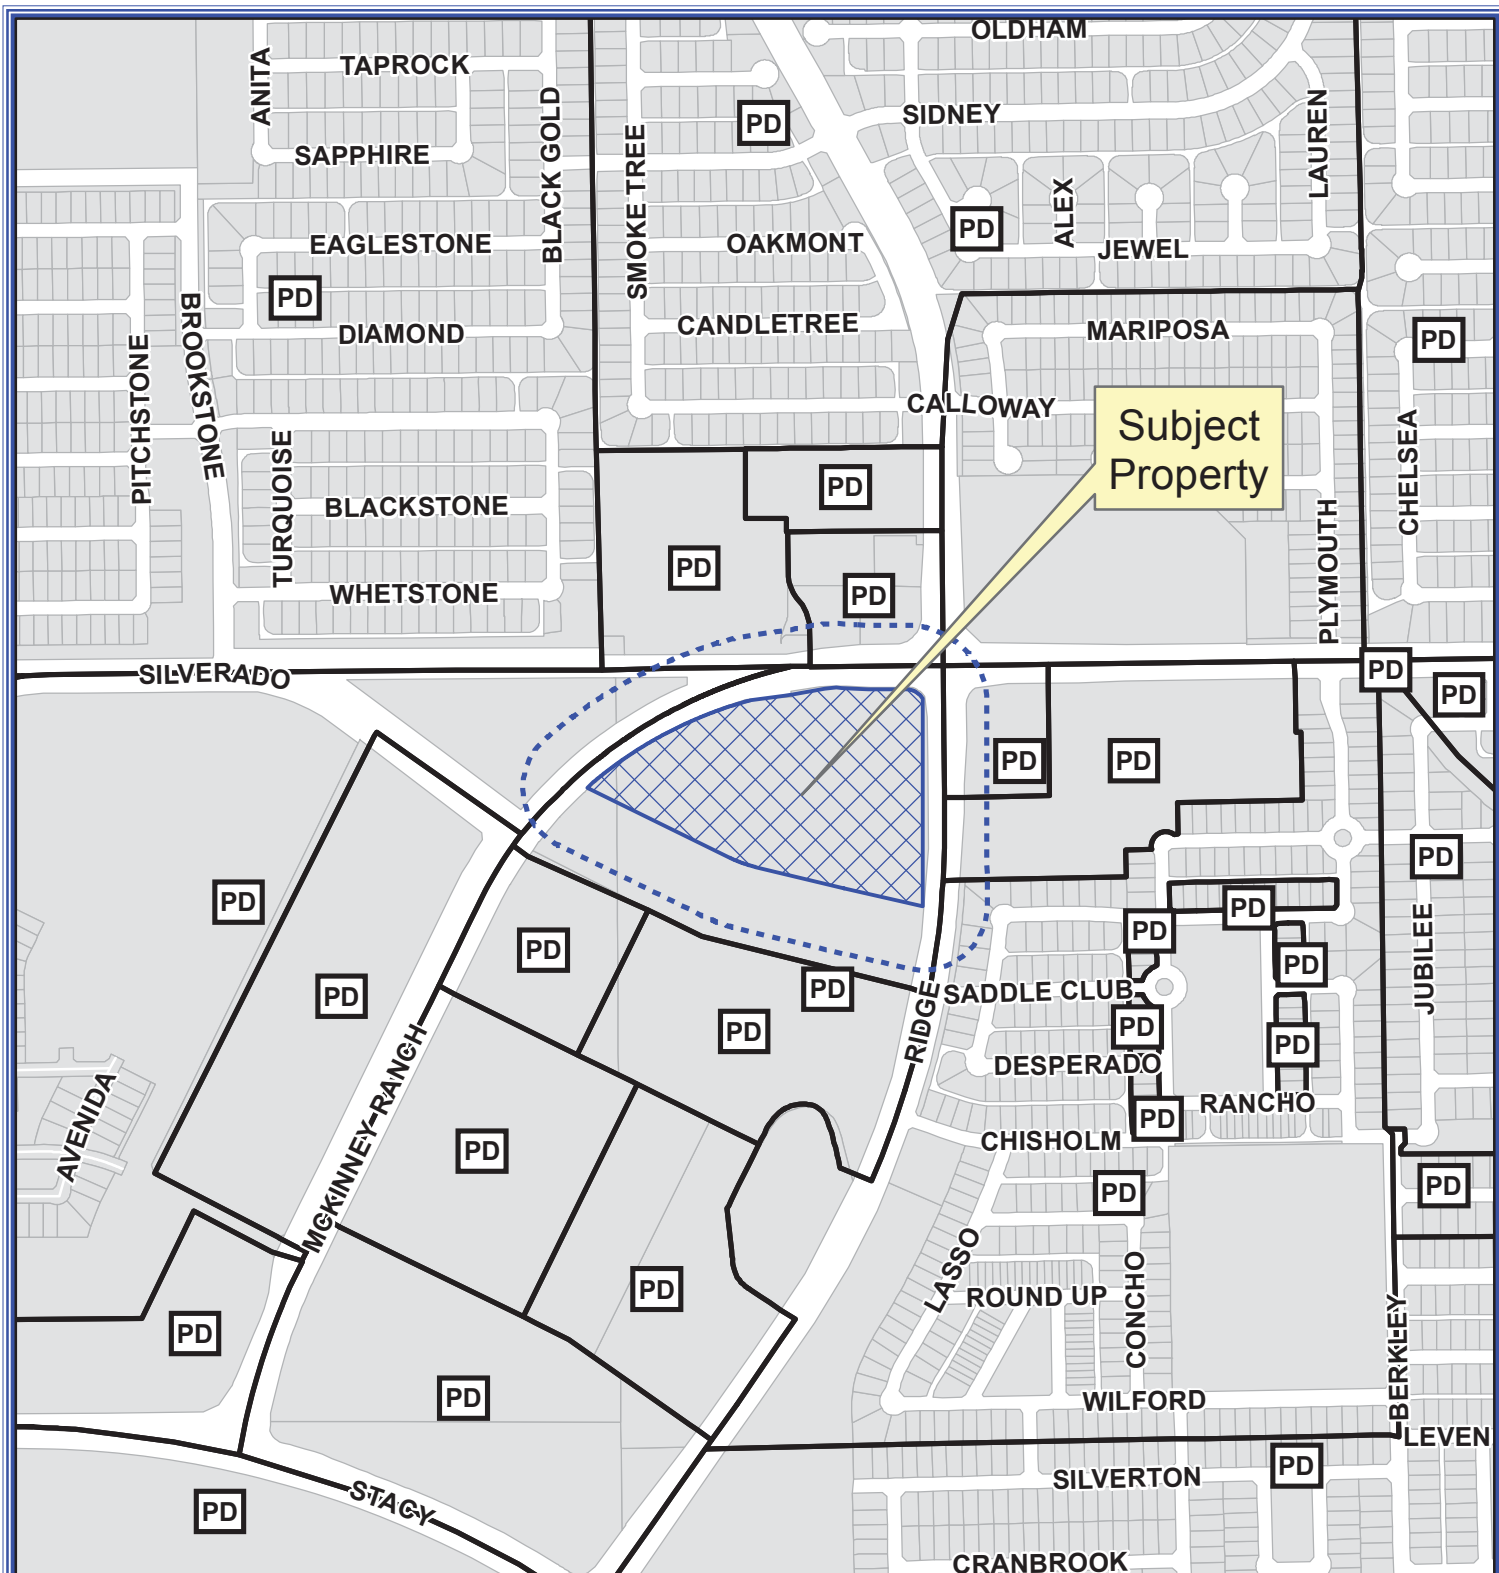 OLDHAM
TAPROCK
ANITA
BLACK GOLD
SMOKE TREE
PD
SIDNEY
LAUREN
SAPPHIRE
ALEX
PD
JEWEL
EAGLESTONE
OAKMONT
PD
BROOKSTONE
DIAMOND
CANDLETREE
MARIPOSA
PD
PITCHSTONE
CALLOWAY
Subject
Property
CHELSEA
TURQUOISE
BLACKSTONE
PD
PLYMOUTH
PD
PD
WHETSTONE
SILVERADO
PD
PD
PD
PD
PD
PD
PD
PD
PD
PD
JUBILEE
PD
PD
PD
SADDLE CLUB
RIDGE
PD
PD
PD
DESPERADO
AVENIDA
MCKINNEY RANCH
RANCHO
PD
CHISHOLM
PD
PD
PD
LASSO
PD
ROUND UP
CONCHO
BERKLEY
PD
PD
WILFORD
LEVEN
PD
SILVERTON
STACY
PD
CRANBROOK